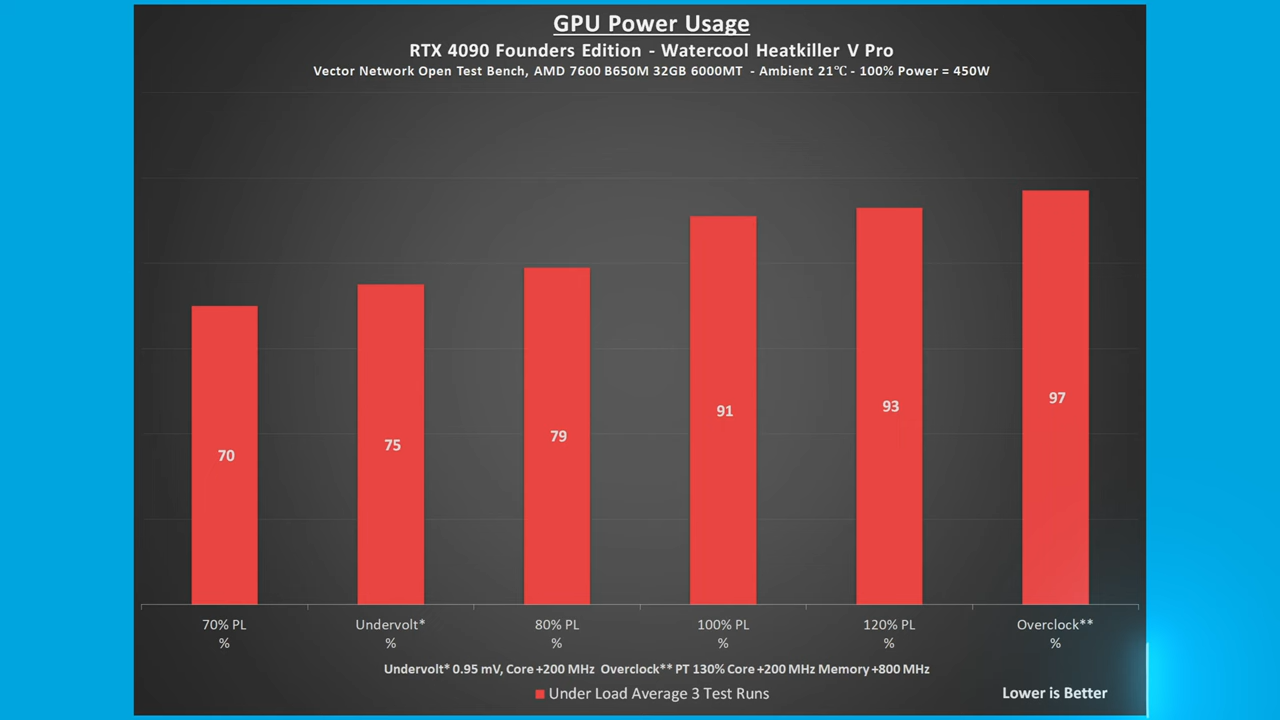 GPU Power Usage
RTX 4090 Founders Edition - Watercool Heatkiller V Pro
Vector Network Open Test Bench, AMD 7600 B650M 32GB 6000MT - Ambient 21℃ - 100% Power = 450W
70
75
79
91
93
97
70% PL
%
Undervolt*
%
80% PL
%
100% PL
%
120% PL
%
Overclock**
%
Undervolt* 0.95 mV, Core +200 MHz Overclock** PT 130% Core +200 MHz Memory +800 MHz
Under Load Average 3 Test Runs
Lower is Better